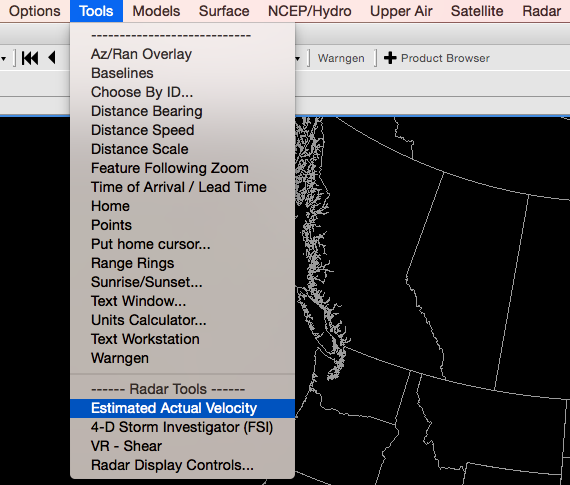 Options Tools Models Surface NCEP/Hydro Upper Air Satellite Radar
----------------------------
Az/Ran Overlay
Warngen Product Browser
Baselines
Choose By ID...
Distance Bearing
Distance Speed
Distance Scale
Feature Following Zoom
Time of Arrival / Lead Time
Home
Points
Put home cursor...
Range Rings
Sunrise/Sunset...
Text Window...
Units Calculator...
Text Workstation
Warngen
------ Radar Tools ------
Estimated Actual Velocity
4-D Storm Investigator (FSI)
VR - Shear
Radar Display Controls...